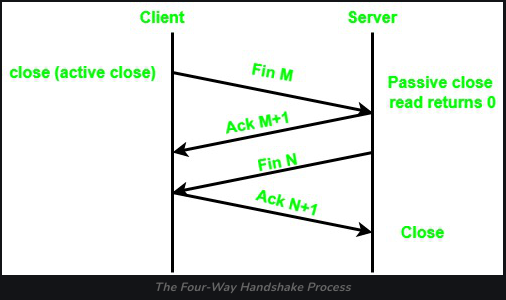 Client
Server
close (active close)
Fin M
Passive close
read returns 0
Ack M+1
Fin N
Ack N+1
Close
The Four-Way Handshake Process